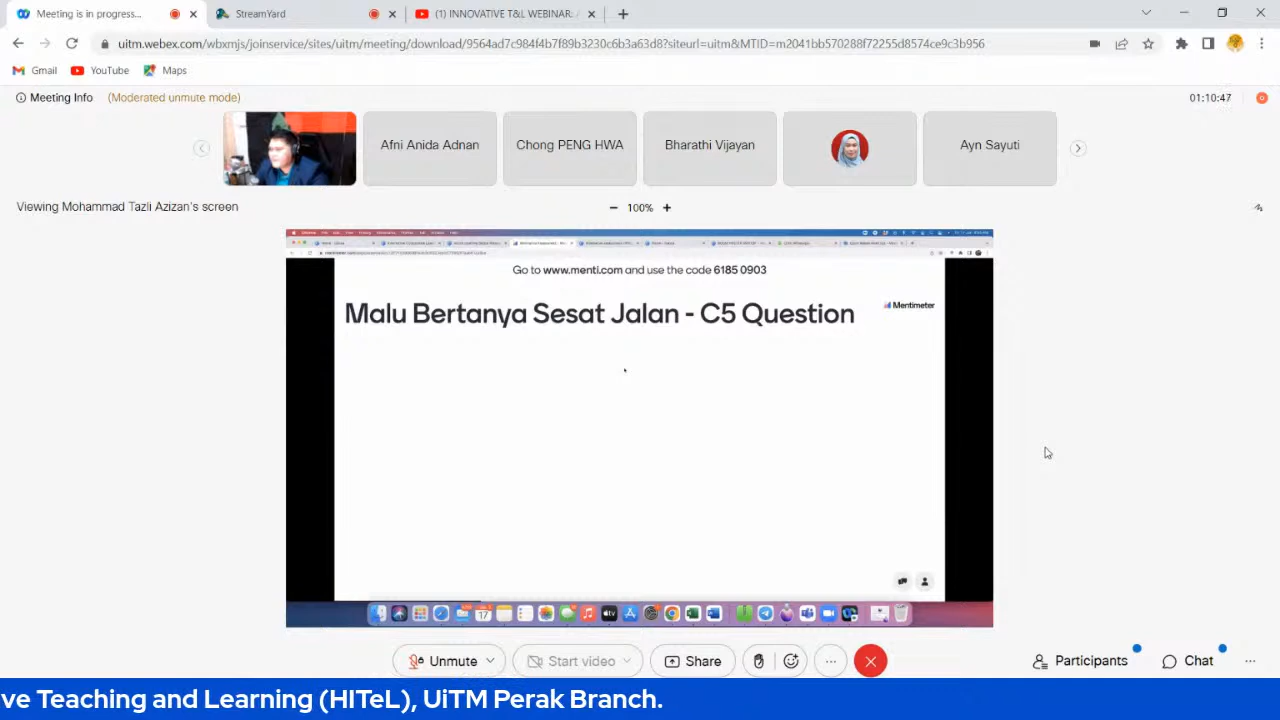 Meeting is in progress...
StreamYard
(1) INNOVATIVE T&L WEBINAR:
uitm.webex.com/wbxmjs/joinservice/sites/uitm/meeting/download/9564ad7c984f4b7f89b3230c6b3a63d8?siteurl=uitm&MTID=m2041bb570288f72255d8574ce9c3b956
Gmail
YouTube
Maps
Meeting Info (Moderated unmute mode)
01:10:47
Afni Anida Adnan
Chong PENG HWA
Bharathi Vijayan
Ayn Sayuti
Viewing Mohammad Tazli Azizan's screen
100%
Go to www.menti.com and use the code 6185 0903
Malu Bertanya Sesat Jalan - C5 Question
Mentimeter
17
tv
Unmute
Start video
Share
Participants
Chat
ve Teaching and Learning (HITeL), UiTM Perak Branch.